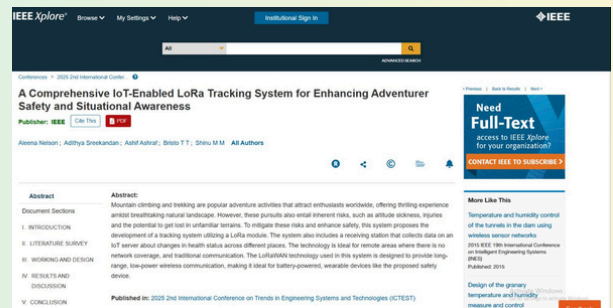 IEEE Xplore® Browse My Settings Help Institutional Sign In IEEE
All
ADVANCED SEARCH
Conferences > 2025 2nd International Confer...
A Comprehensive IoT-Enabled LoRa Tracking System for Enhancing Adventurer
Safety and Situational Awareness
Publisher: IEEE Cite This PDF
Aleena Nelson ; Adithya Sreekandan ; Ashif Ashraf ; Bristo T T ; Shinu M M All Authors
< Previous | Back to Results | Next >
Need
Full-Text
access to IEEE Xplore
for your organization?
CONTACT IEEE TO SUBSCRIBE >
Abstract
Document Sections
I. INTRODUCTION
II. LITERATURE SURVEY
III. WORKING AND DESIGN
IV. RESULTS AND
DISCUSSION
V. CONCLUSION
Abstract:
Mountain climbing and trekking are popular adventure activities that attract enthusiasts worldwide, offering thrilling experience
amidst breathtaking natural landscape. However, these pursuits also entail inherent risks, such as altitude sickness, injuries
and the potential to get lost in unfamiliar terrains. To mitigate these risks and enhance safety, this system proposes the
development of a tracking system utilizing a LoRa module. The system also includes a receiving station that collects data on an
IoT server about changes in health status across different places. The technology is ideal for remote areas where there is no
network coverage, and traditional communication. The LoRaWAN technology used in this system is designed to provide long-
range, low-power wireless communication, making it ideal for battery-powered, wearable devices like the proposed safety
device.
Published in: 2025 2nd International Conference on Trends in Engineering Systems and Technologies (ICTEST)
More Like This
Temperature and humidity control
of the tunnels in the dam using
wireless sensor networks
2015 IEEE 19th International Conference
on Intelligent Engineering Systems
(INES)
Published: 2015
Design of the granary
temperature and humidity
measure and control